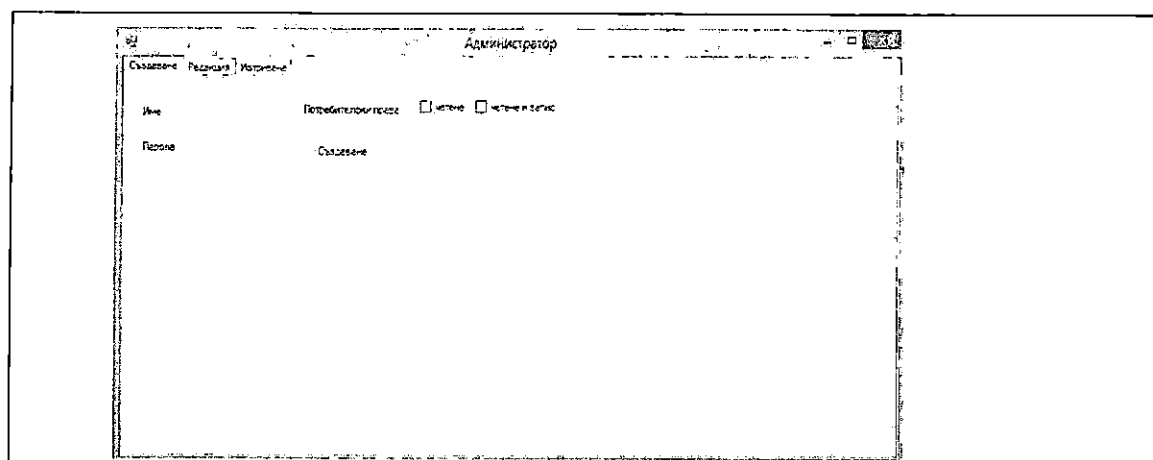 Администратор
Създаване Редакция Изтриване
Име Потребителски права четене четене и запис
Парола Създаване